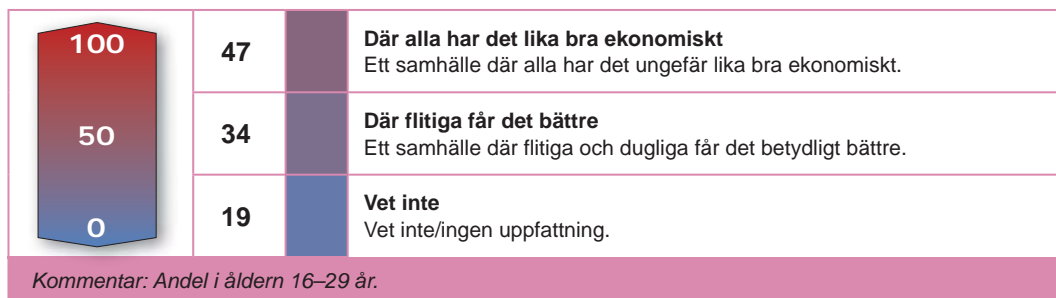 100
50
0
47
Där alla har det lika bra ekonomiskt
Ett samhälle där alla har det ungefär lika bra ekonomiskt.
34
Där flitiga får det bättre
Ett samhälle där flitiga och dugliga får det betydligt bättre.
19
Vet inte
Vet inte/ingen uppfattning.
Kommentar: Andel i åldern 16–29 år.